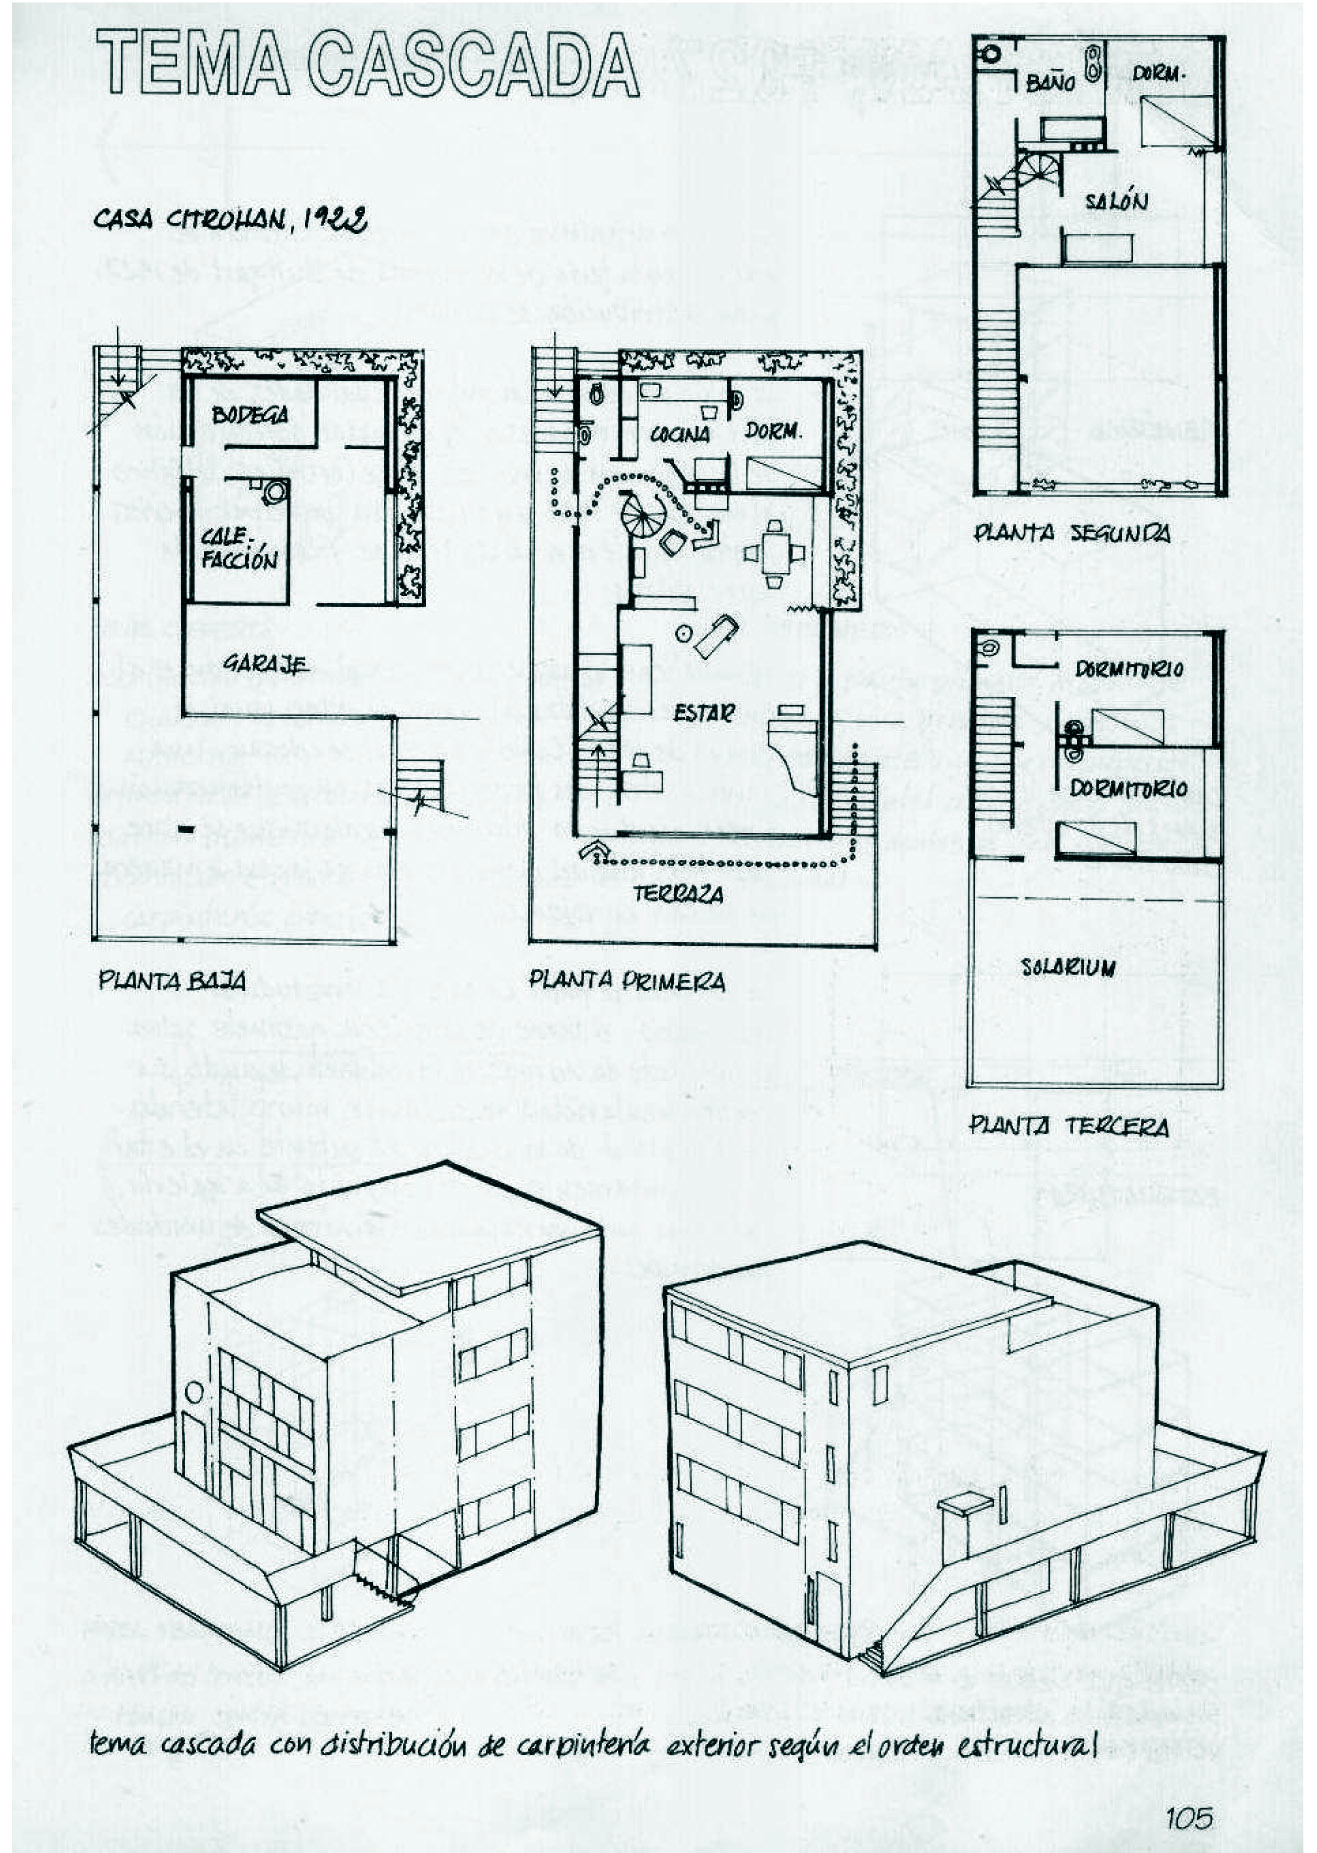 TEMA CASCADA
CASA CITROHAN, 1922
BODEGA
CALE-
FACCIÓN
GARAJE
PLANTA BAJA
COCINA
DORM.
ESTAR
TERRAZA
PLANTA PRIMERA
BAÑO
DORM.
SALÓN
PLANTA SEGUNDA
DORMITORIO
DORMITORIO
SOLARIUM
PLANTA TERCERA
tema cascada con distribución de carpintería exterior según el orden estructural
105